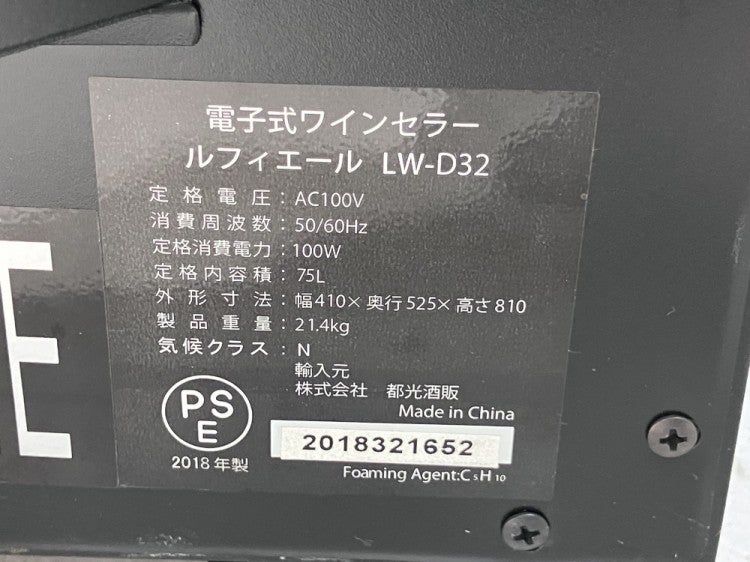 電子式ワインセラー
ルフィエール LW-D32
定格電圧：AC100V
消費周波数：50/60Hz
定格消費電力：100W
定格内容積：75L
外形寸法：幅410×奥行525×高さ810
製品重量：21.4kg
気候クラス：N
輸入元
株式会社 都光酒販
Made in China
PS
E
2018年製
2018321652
Foaming Agent:C5H10
E